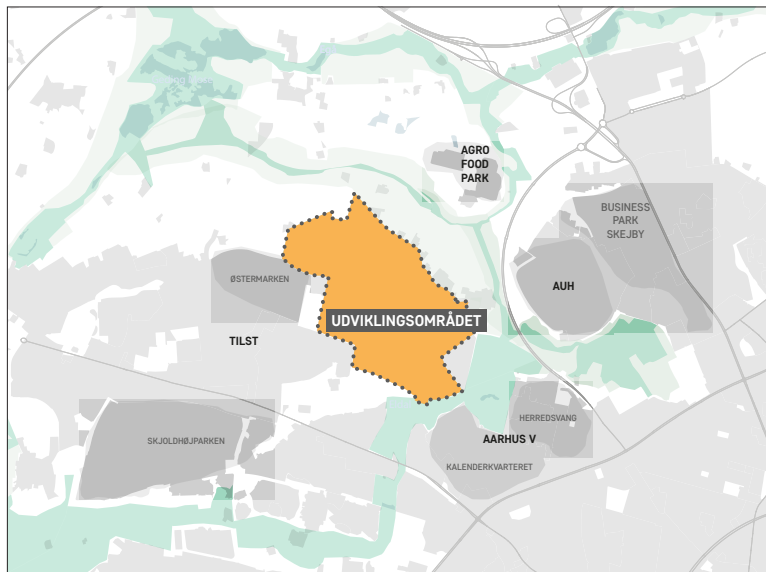 AGRO
FOOD
PARK
BUSINESS
PARK
SKEJBY
ØSTERMARKEN
AUH
UDVIKLINGSOMRÅDET
TILST
HERREDSVANG
SKJOLDHØJPARKEN
AARHUS V
KALENDERKVARTERET